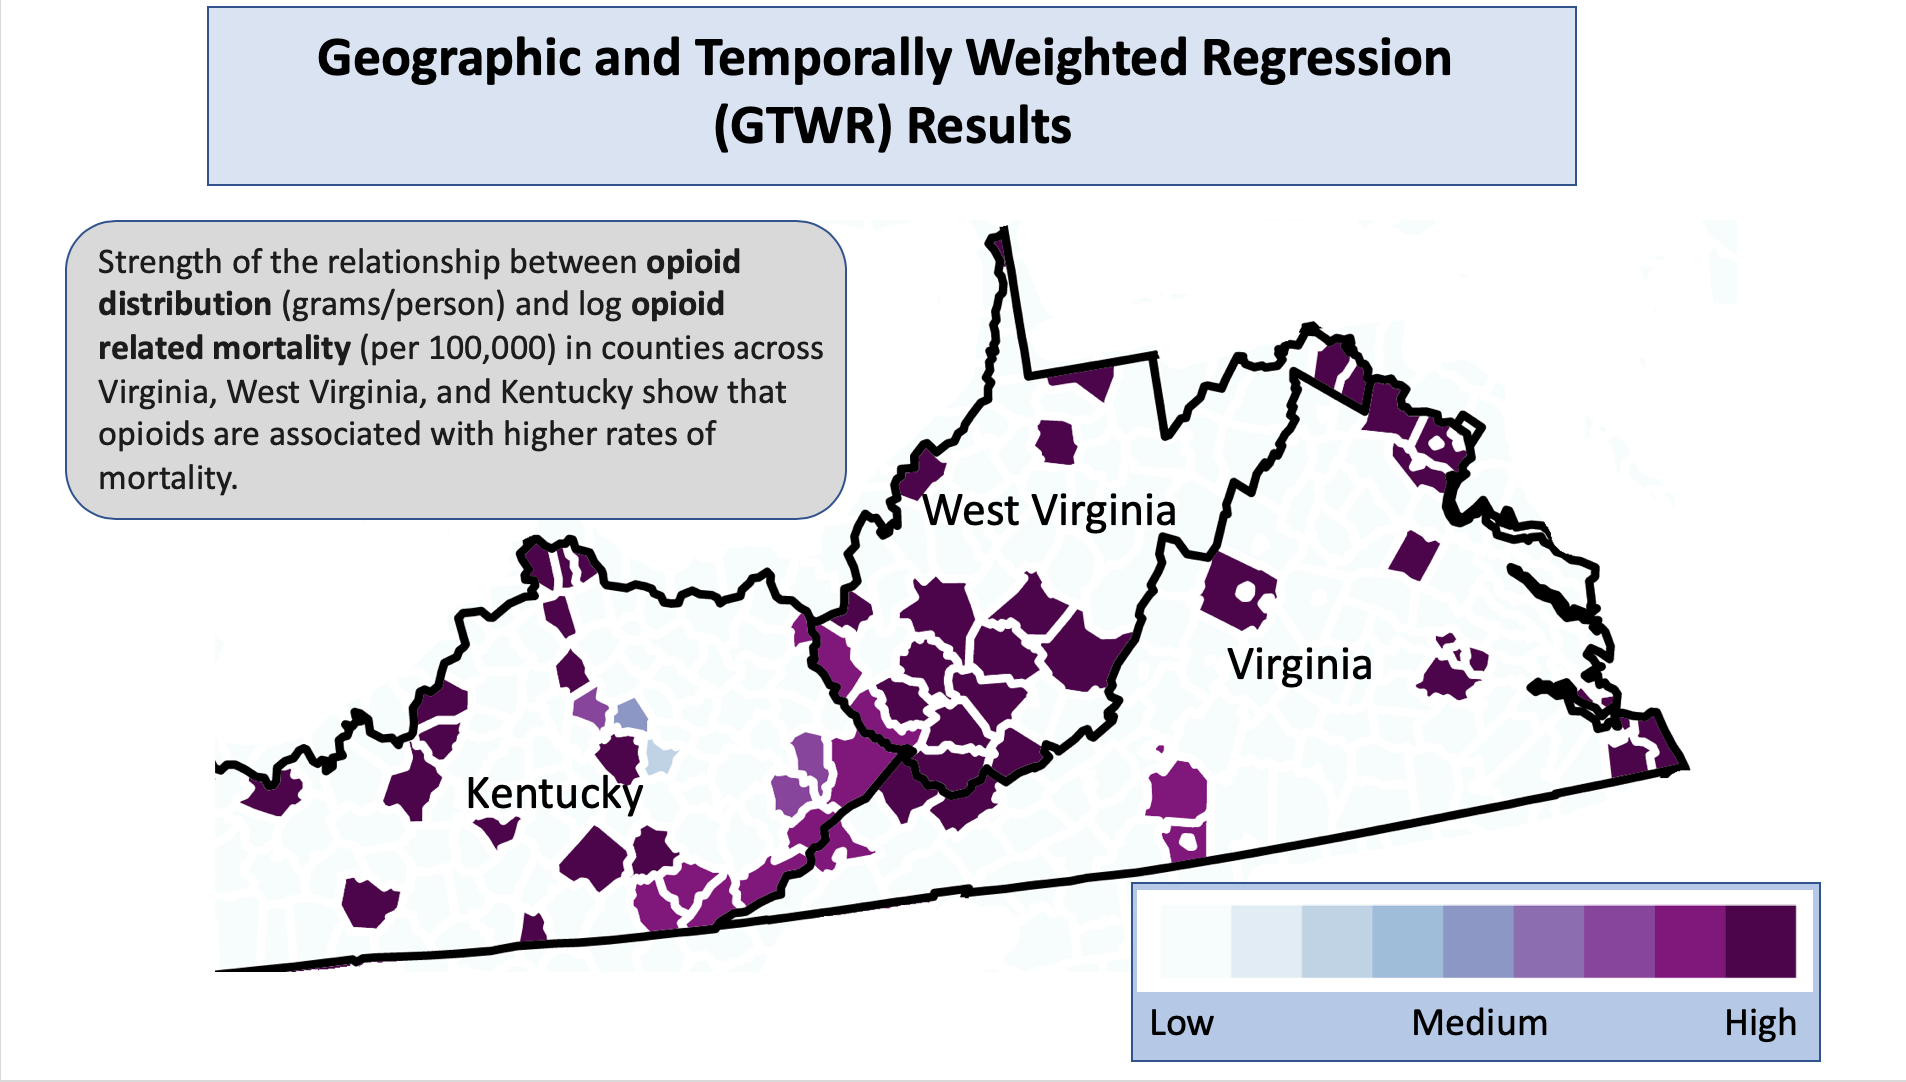 Geographic and Temporally Weighted Regression
(GTWR) Results
Strength of the relationship between opioid
distribution (grams/person) and log opioid
related mortality (per 100,000) in counties across
Virginia, West Virginia, and Kentucky show that
opioids are associated with higher rates of
mortality.
West Virginia
Virginia
Kentucky
Low Medium High